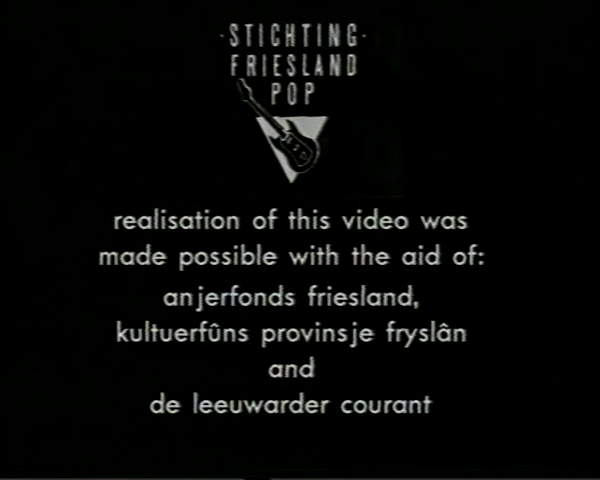 ·STICHTING·
FRIESLAND
POP
realisation of this video was
made possible with the aid of:
anjerfonds friesland,
kultuerfûns provinsje fryslân
and
de leeuwarder courant